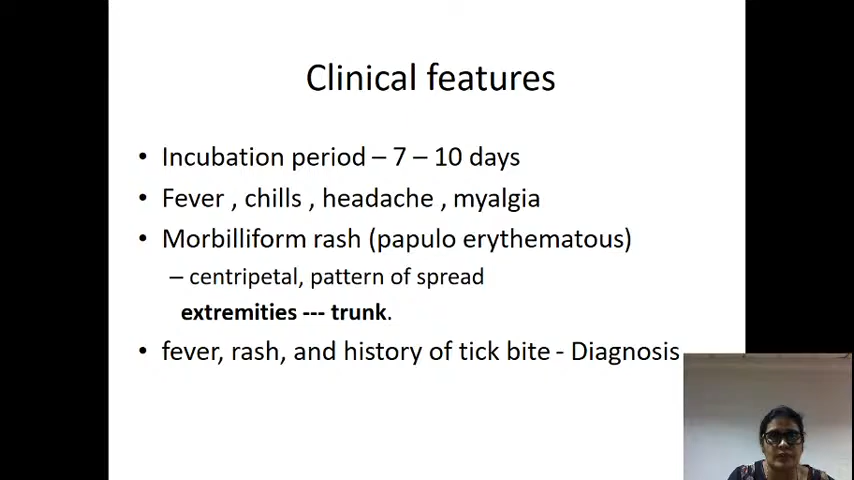 Clinical features
• Incubation period – 7 – 10 days
• Fever , chills , headache , myalgia
• Morbilliform rash (papulo erythematous)
– centripetal, pattern of spread
extremities --- trunk.
• fever, rash, and history of tick bite - Diagnosis